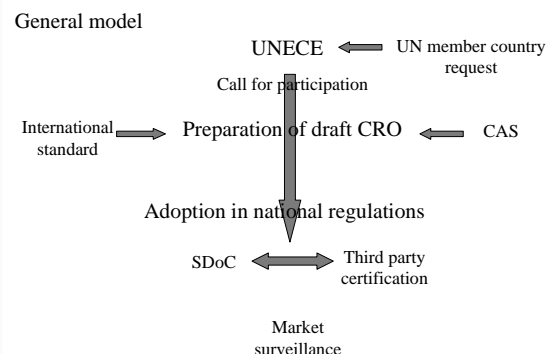 General model
UNECE
UN member country
request
Call for participation
International
standard
Preparation of draft CRO
CAS
Adoption in national regulations
SDoC
Third party
certification
Market
surveillance